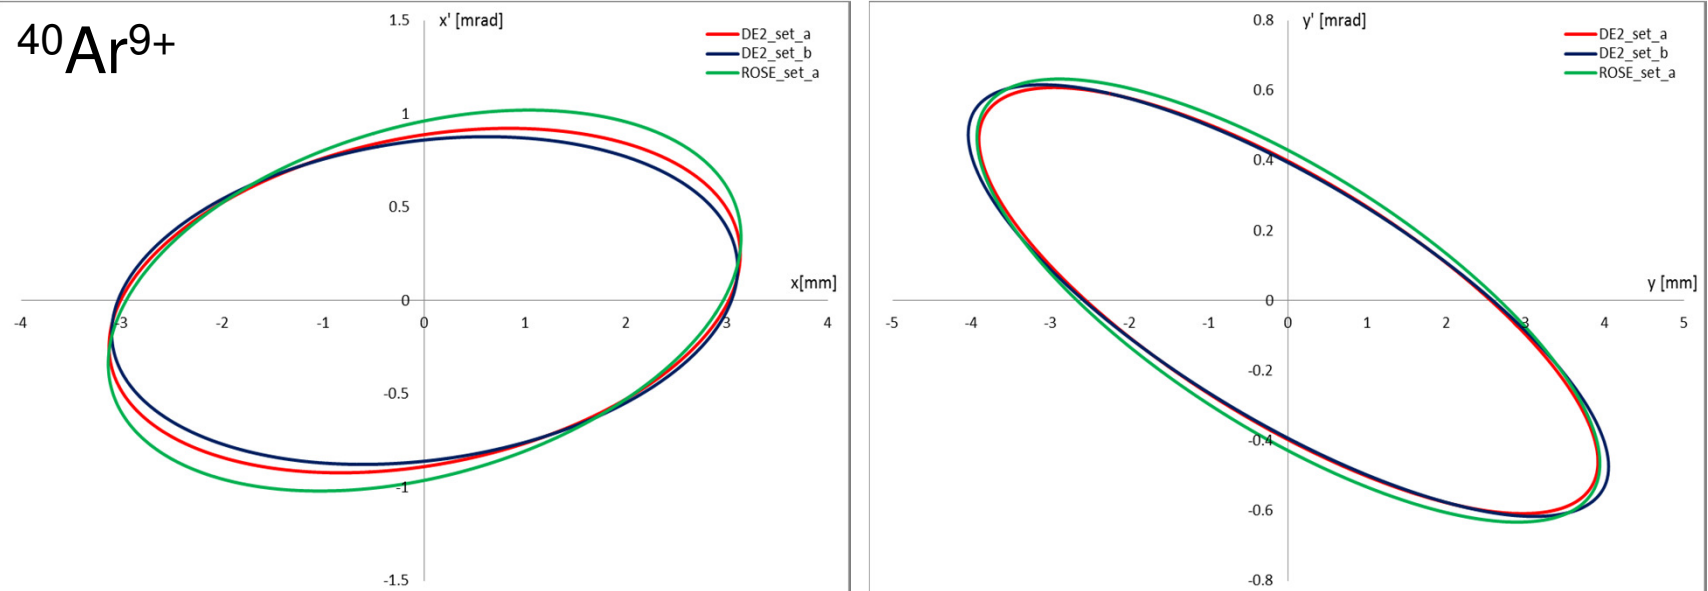 ⁴⁰Ar⁹⁺
1.5
x' [mrad]
DE2_set_a
DE2_set_b
ROSE_set_a
1
0.5
x[mm]
0
-4 -3 -2 -1 0 1 2 3 4
-0.5
-1
-1.5
0.8
y' [mrad]
DE2_set_a
DE2_set_b
ROSE_set_a
0.6
0.4
0.2
y [mm]
0
-5 -4 -3 -2 -1 0 1 2 3 4 5
-0.2
-0.4
-0.6
-0.8